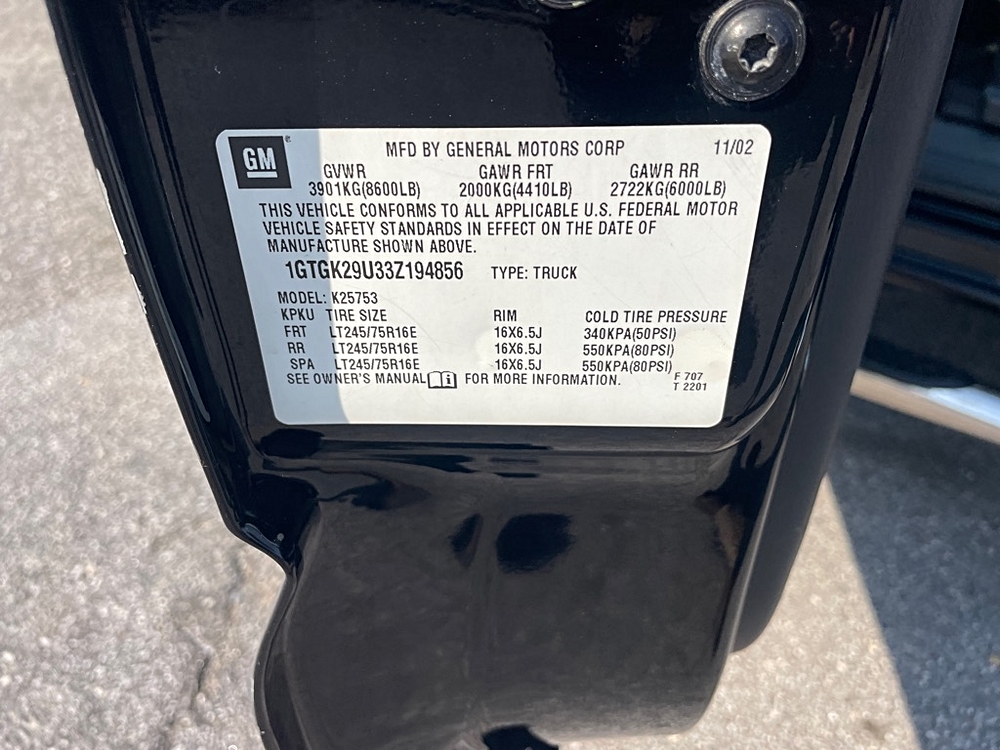 GM MFD BY GENERAL MOTORS CORP 11/02
GVWR GAWR FRT GAWR RR
3901KG(8600LB) 2000KG(4410LB) 2722KG(6000LB)
THIS VEHICLE CONFORMS TO ALL APPLICABLE U.S. FEDERAL MOTOR
VEHICLE SAFETY STANDARDS IN EFFECT ON THE DATE OF
MANUFACTURE SHOWN ABOVE.
1GTGK29U33Z194856 TYPE: TRUCK
MODEL: K25753
KPKU TIRE SIZE RIM COLD TIRE PRESSURE
FRT LT245/75R16E 16X6.5J 340KPA(50PSI)
RR LT245/75R16E 16X6.5J 550KPA(80PSI)
SPA LT245/75R16E 16X6.5J 550KPA(80PSI)
SEE OWNER'S MANUAL FOR MORE INFORMATION. F 707
T 2201